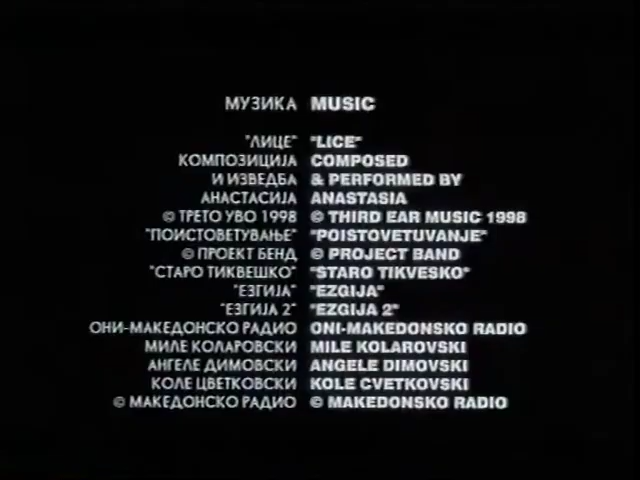 МУЗИКА MUSIC
"ЛИЦЕ" "LICE"
КОМПОЗИЦИЈА COMPOSED
И ИЗВЕДБА & PERFORMED BY
АНАСТАСИЈА ANASTASIA
© ТРЕТО УВО 1998 © THIRD EAR MUSIC 1998
"ПОИСТОВЕТУВАЊЕ" "POISTOVETUVANJE"
© ПРОЕКТ БЕНД © PROJECT BAND
"СТАРО ТИКВЕШКО" "STARO TIKVESKO"
"ЕЗГИЈА" "EZGIJA"
"ЕЗГИЈА 2" "EZGIJA 2"
ОНИ-МАКЕДОНСКО РАДИО ONI-MAKEDONSKO RADIO
МИЛЕ КОЛАРОВСКИ MILE KOLAROVSKI
АНГЕЛЕ ДИМОВСКИ ANGELE DIMOVSKI
КОЛЕ ЦВЕТКОВСКИ KOLE CVETKOVSKI
© МАКЕДОНСКО РАДИО © MAKEDONSKO RADIO